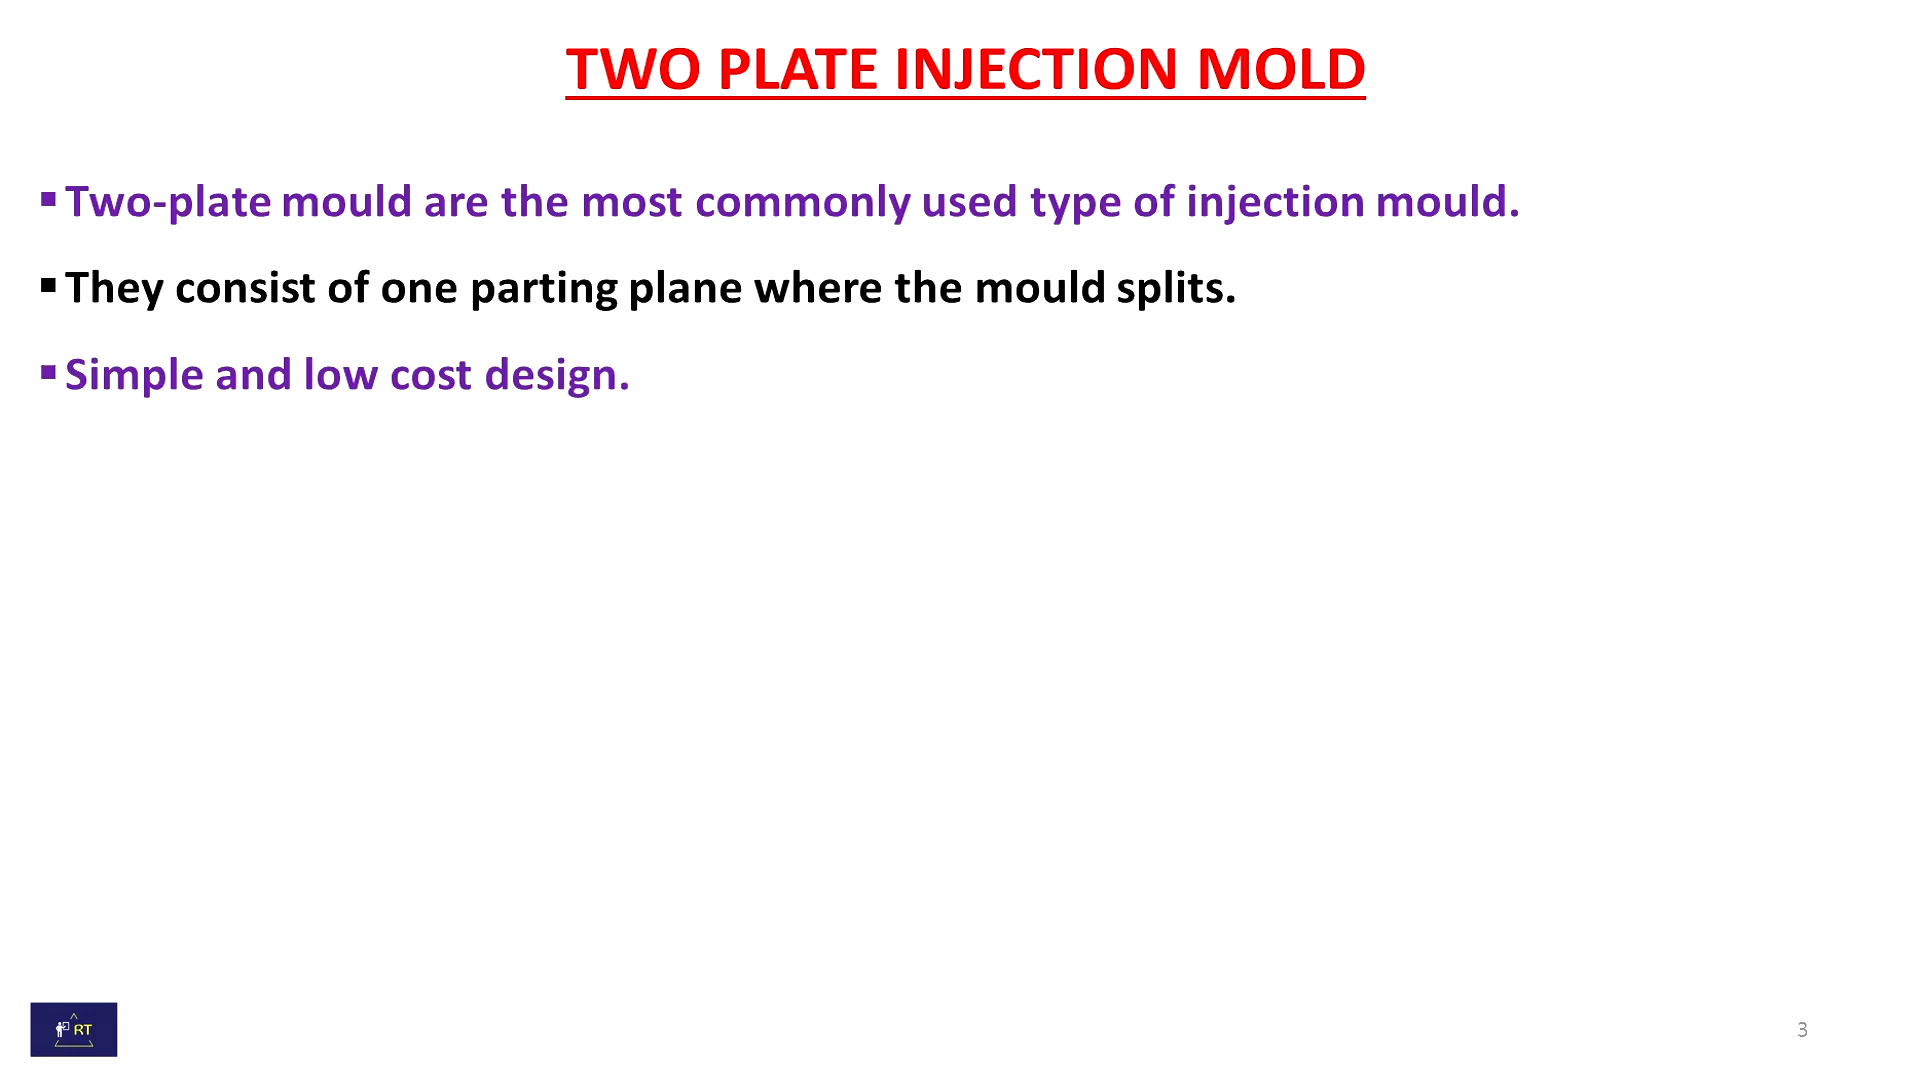 TWO PLATE INJECTION MOLD
▪Two-plate mould are the most commonly used type of injection mould.
▪They consist of one parting plane where the mould splits.
▪Simple and low cost design.
RT
3